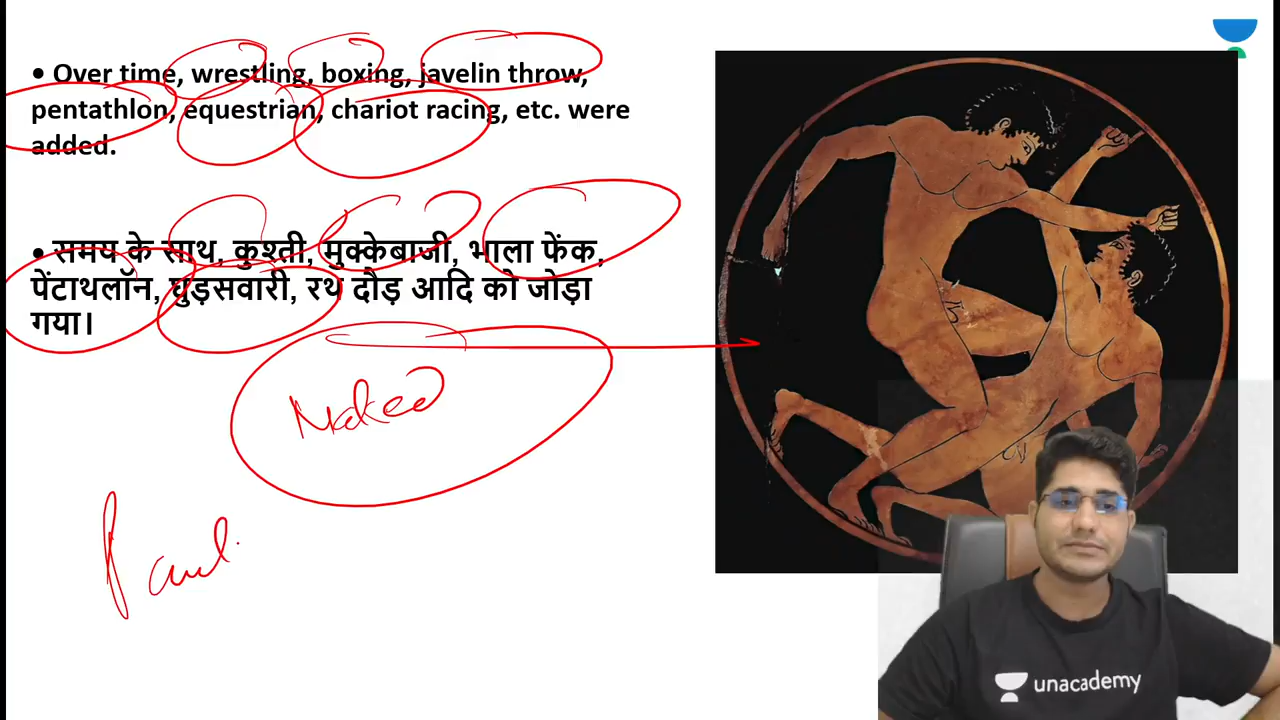 • Over time, wrestling, boxing, javelin throw,
pentathlon, equestrian, chariot racing, etc. were
added.
• समय के साथ, कुश्ती, मुक्केबाजी, भाला फेंक,
पेंटाथलॉन, घुड़सवारी, रथ दौड़ आदि को जोड़ा
गया।
Naked
unacademy